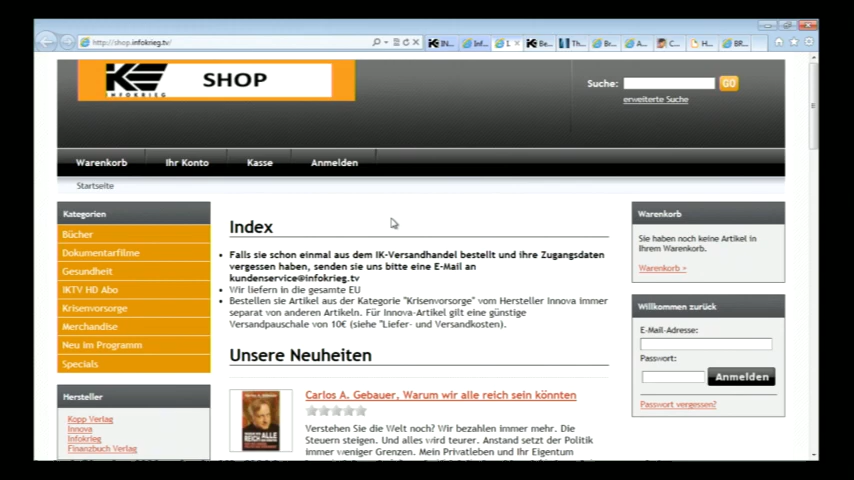 http://shop.infokrieg.tv/
IN...
Inf...
Be...
Th...
Br...
A...
C...
H...
BR...
IK
INFOKRIEG
SHOP
Suche:
GO
erweiterte Suche
Warenkorb
Ihr Konto
Kasse
Anmelden
Startseite
Kategorien
Bücher
Dokumentarfilme
Gesundheit
IKTV HD Abo
Krisenvorsorge
Merchandise
Neu im Programm
Specials
Hersteller
Kopp Verlag
Innova
Infokrieg
Finanzbuch Verlag
Index
Falls sie schon einmal aus dem IK-Versandhandel bestellt und ihre Zugangsdaten
vergessen haben, senden sie uns bitte eine E-Mail an
kundenservice@infokrieg.tv
Wir liefern in die gesamte EU
Bestellen sie Artikel aus der Kategorie "Krisenvorsorge" vom Hersteller Innova immer
separat von anderen Artikeln. Für Innova-Artikel gilt eine günstige
Versandpauschale von 10€ (siehe "Liefer- und Versandkosten).
Unsere Neuheiten
Carlos A. Gebauer, Warum wir alle reich sein könnten
Verstehen Sie die Welt noch? Wir bezahlen immer mehr. Die
Steuern steigen. Und alles wird teurer. Anstand setzt der Politik
immer weniger Grenzen. Mein Privatleben und Ihr Eigentum
Warenkorb
Sie haben noch keine Artikel in
Ihrem Warenkorb.
Warenkorb »
Willkommen zurück
E-Mail-Adresse:
Passwort:
Anmelden
Passwort vergessen?